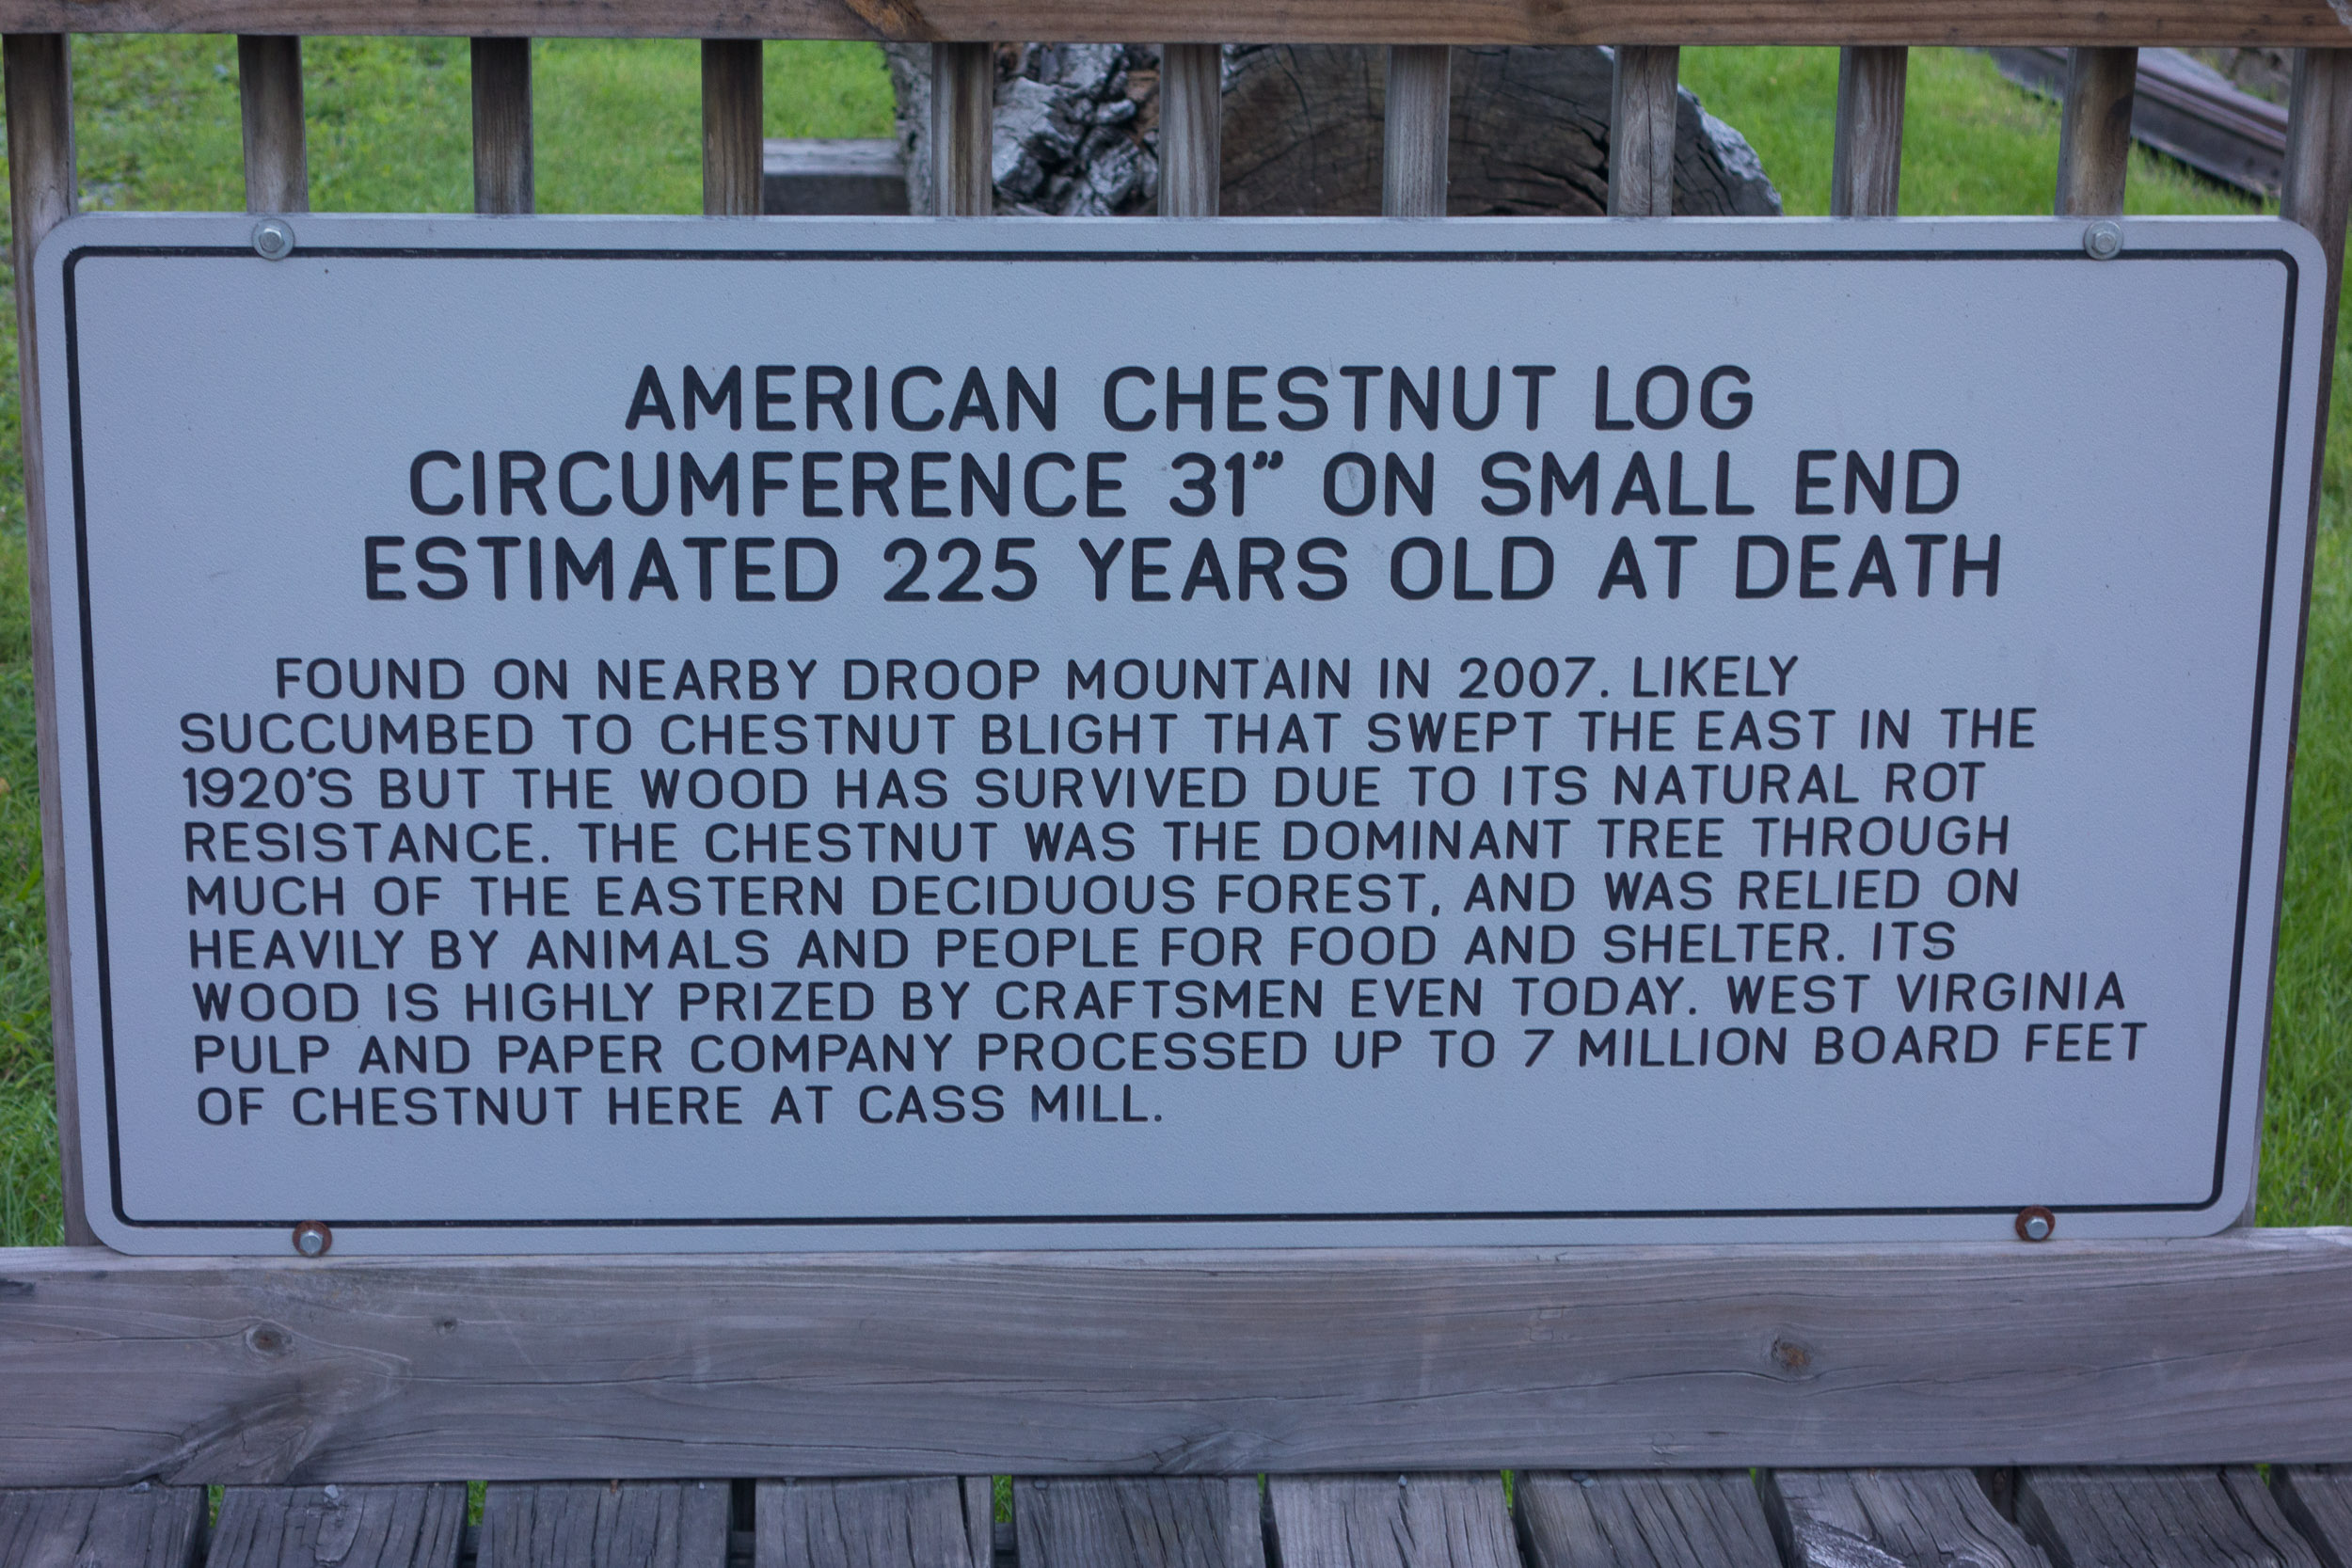 AMERICAN CHESTNUT LOG
CIRCUMFERENCE 31” ON SMALL END
ESTIMATED 225 YEARS OLD AT DEATH
FOUND ON NEARBY DROOP MOUNTAIN IN 2007. LIKELY
SUCCUMBED TO CHESTNUT BLIGHT THAT SWEPT THE EAST IN THE
1920’S BUT THE WOOD HAS SURVIVED DUE TO ITS NATURAL ROT
RESISTANCE. THE CHESTNUT WAS THE DOMINANT TREE THROUGH
MUCH OF THE EASTERN DECIDUOUS FOREST, AND WAS RELIED ON
HEAVILY BY ANIMALS AND PEOPLE FOR FOOD AND SHELTER. ITS
WOOD IS HIGHLY PRIZED BY CRAFTSMEN EVEN TODAY. WEST VIRGINIA
PULP AND PAPER COMPANY PROCESSED UP TO 7 MILLION BOARD FEET
OF CHESTNUT HERE AT CASS MILL.